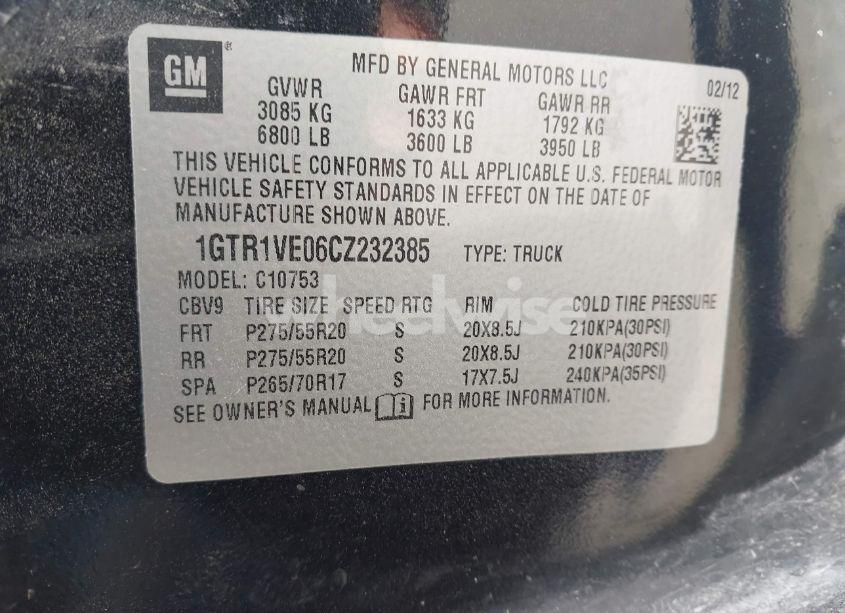 GM®
MFD BY GENERAL MOTORS LLC
02/12
GVWR GAWR FRT GAWR RR
3085 KG 1633 KG 1792 KG
6800 LB 3600 LB 3950 LB
THIS VEHICLE CONFORMS TO ALL APPLICABLE U.S. FEDERAL MOTOR
VEHICLE SAFETY STANDARDS IN EFFECT ON THE DATE OF
MANUFACTURE SHOWN ABOVE.
1GTR1VE06CZ232385 TYPE: TRUCK
MODEL: C10753
CBV9 TIRE SIZE SPEED RTG RIM COLD TIRE PRESSURE
FRT P275/55R20 S 20X8.5J 210KPA(30PSI)
RR P275/55R20 S 20X8.5J 210KPA(30PSI)
SPA P265/70R17 S 17X7.5J 240KPA(35PSI)
SEE OWNER'S MANUAL FOR MORE INFORMATION.
wheelwise